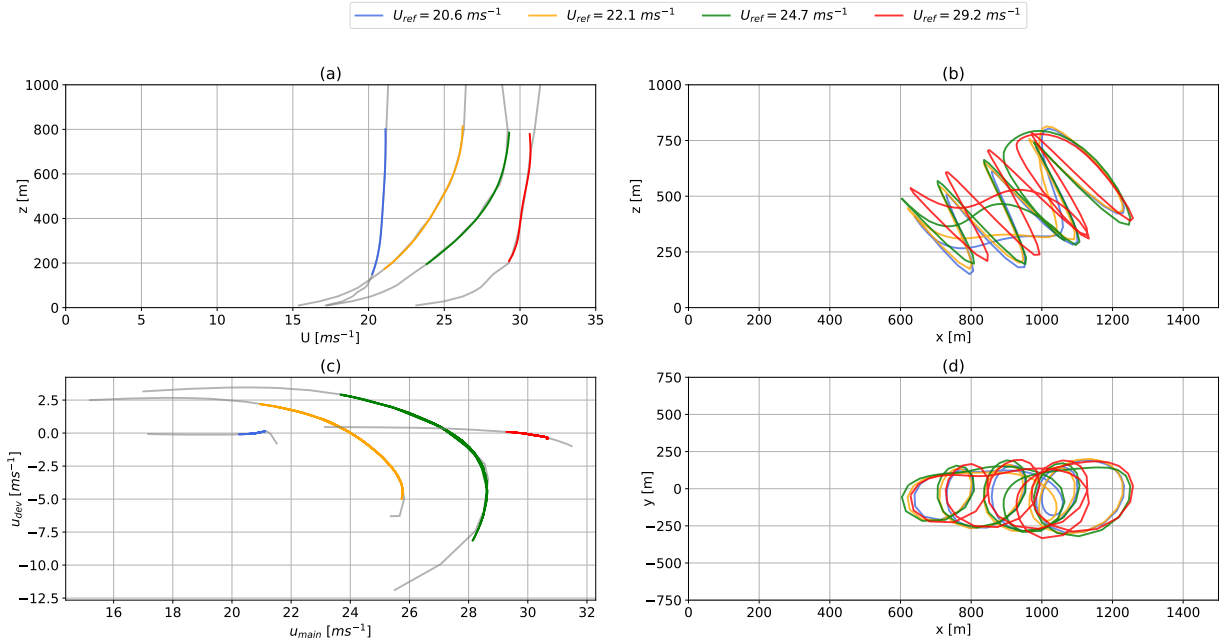 U_ref = 20.6 ms^-1 U_ref = 22.1 ms^-1 U_ref = 24.7 ms^-1 U_ref = 29.2 ms^-1
(a)
1000
800
600
400
200
0
z [m]
0 5 10 15 20 25 30 35
U [ms^-1]
(b)
1000
750
500
250
0
z [m]
0 200 400 600 800 1000 1200 1400
x [m]
(c)
2.5
0.0
−2.5
−5.0
−7.5
−10.0
−12.5
u_dev [ms^-1]
16 18 20 22 24 26 28 30 32
u_main [ms^-1]
(d)
750
500
250
0
−250
−500
−750
y [m]
0 200 400 600 800 1000 1200 1400
x [m]